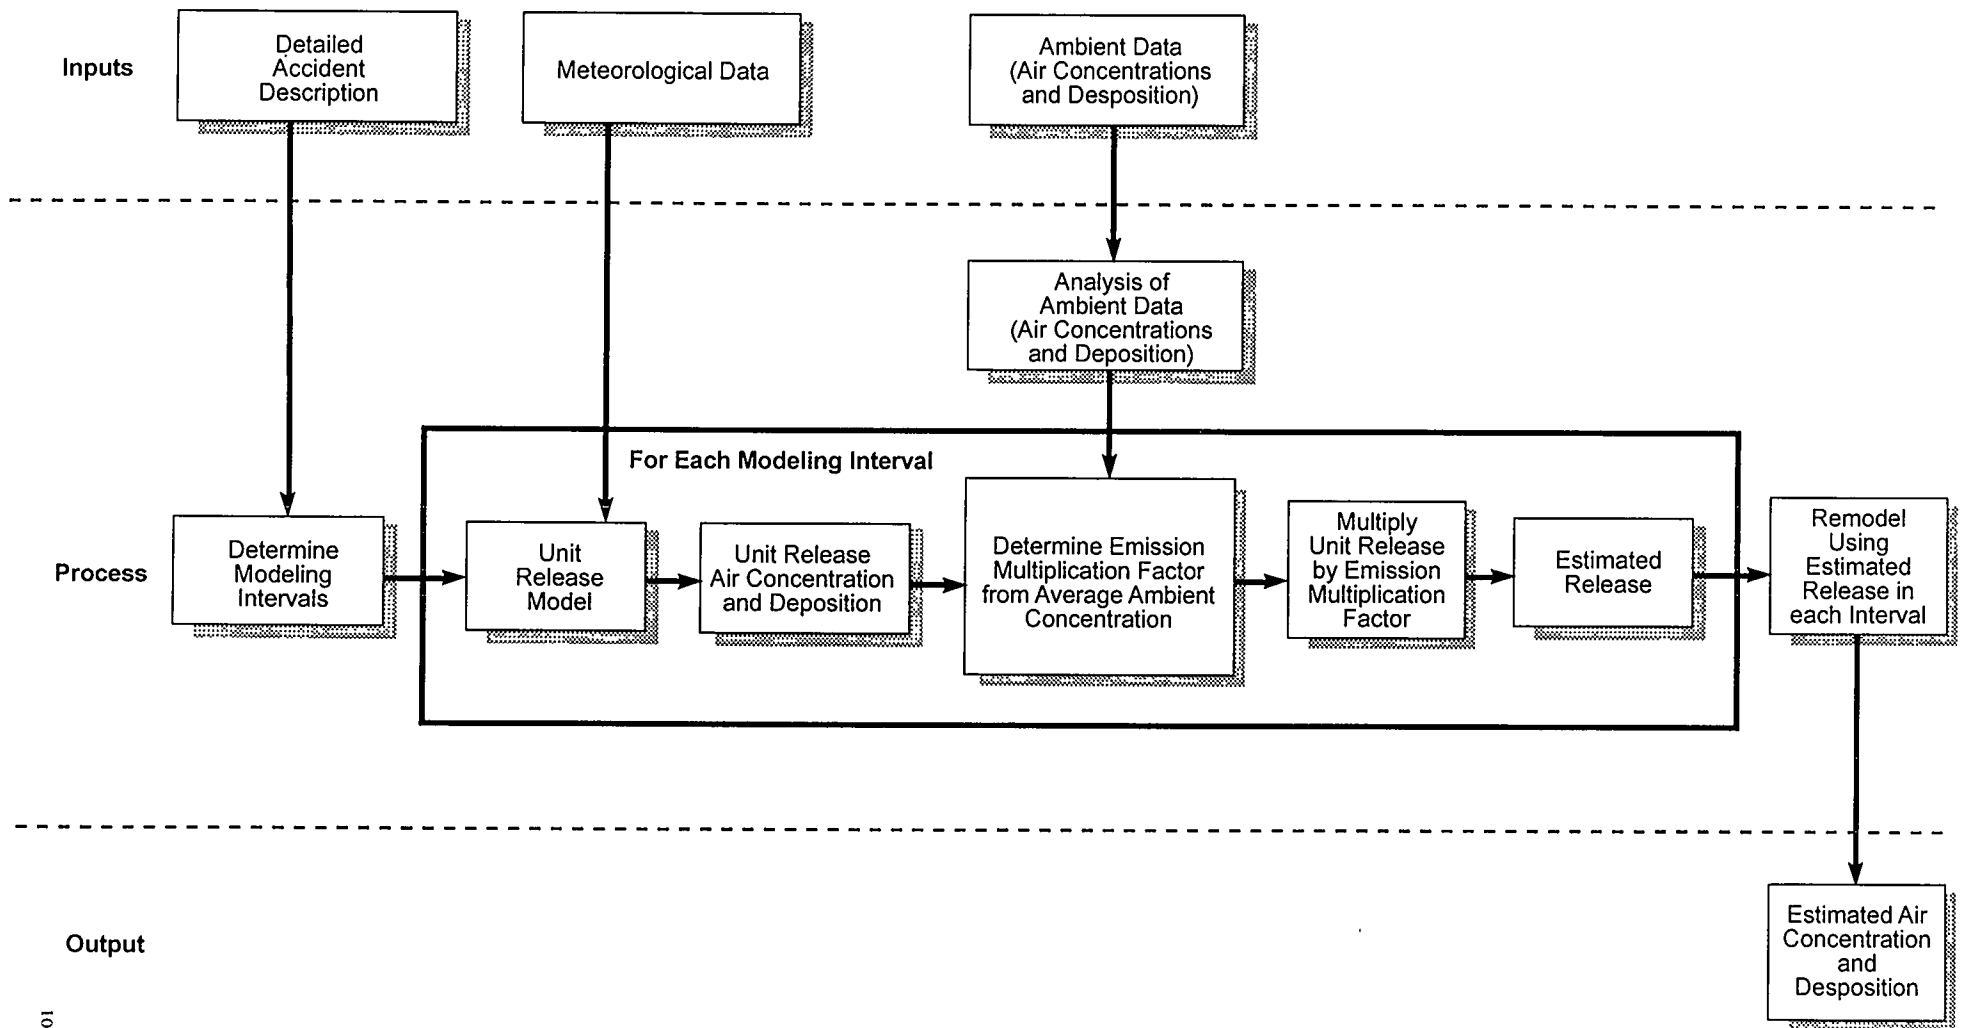 Inputs
Detailed
Accident
Description
Meteorological Data
Ambient Data
(Air Concentrations
and Desposition)
Analysis of
Ambient Data
(Air Concentrations
and Deposition)
For Each Modeling Interval
Process
Determine
Modeling
Intervals
Unit
Release
Model
Unit Release
Air Concentration
and Deposition
Determine Emission
Multiplication Factor
from Average Ambient
Concentration
Multiply
Unit Release
by Emission
Multiplication
Factor
Estimated
Release
Remodel
Using
Estimated
Release in
each Interval
Output
Estimated Air
Concentration
and
Desposition
10